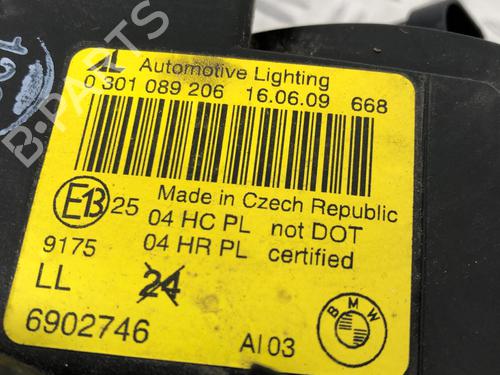 AL Automotive Lighting
0 301 089 206 16.06.09 668
Made in Czech Republic
E13 25 04 HC PL not DOT
9175 04 HR PL certified
LL 24
6902746 AI 03
BMW
B-PARTS